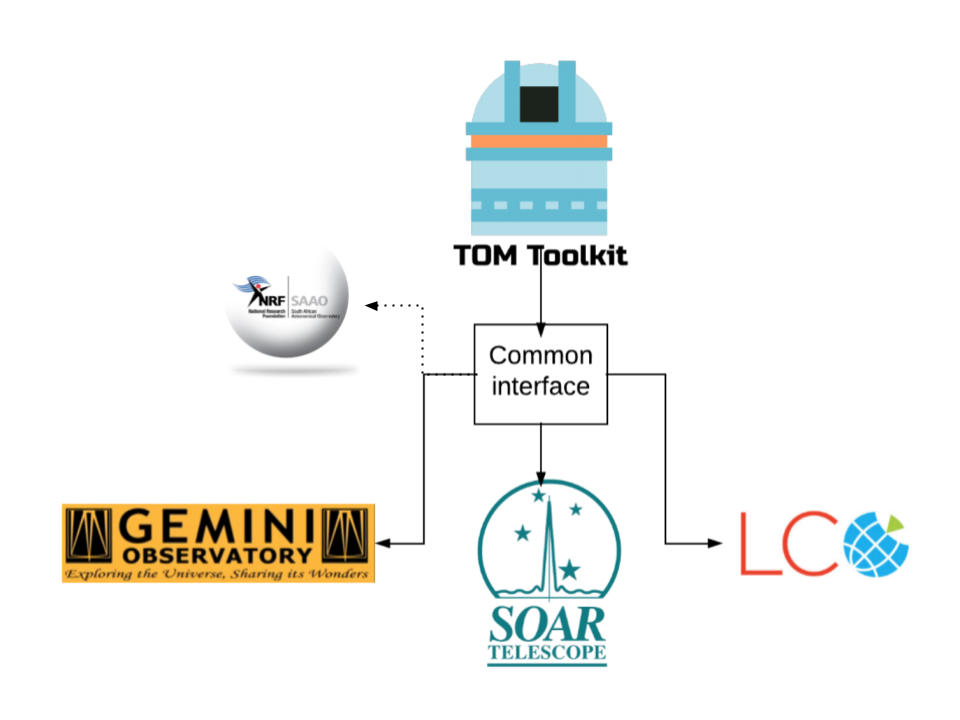 TOM Toolkit
NRF
SAAO
National Research
Foundation
South African
Astronomical Observatory
Common
interface
GEMINI
OBSERVATORY
Exploring the Universe, Sharing its Wonders
SOAR
TELESCOPE
LCO